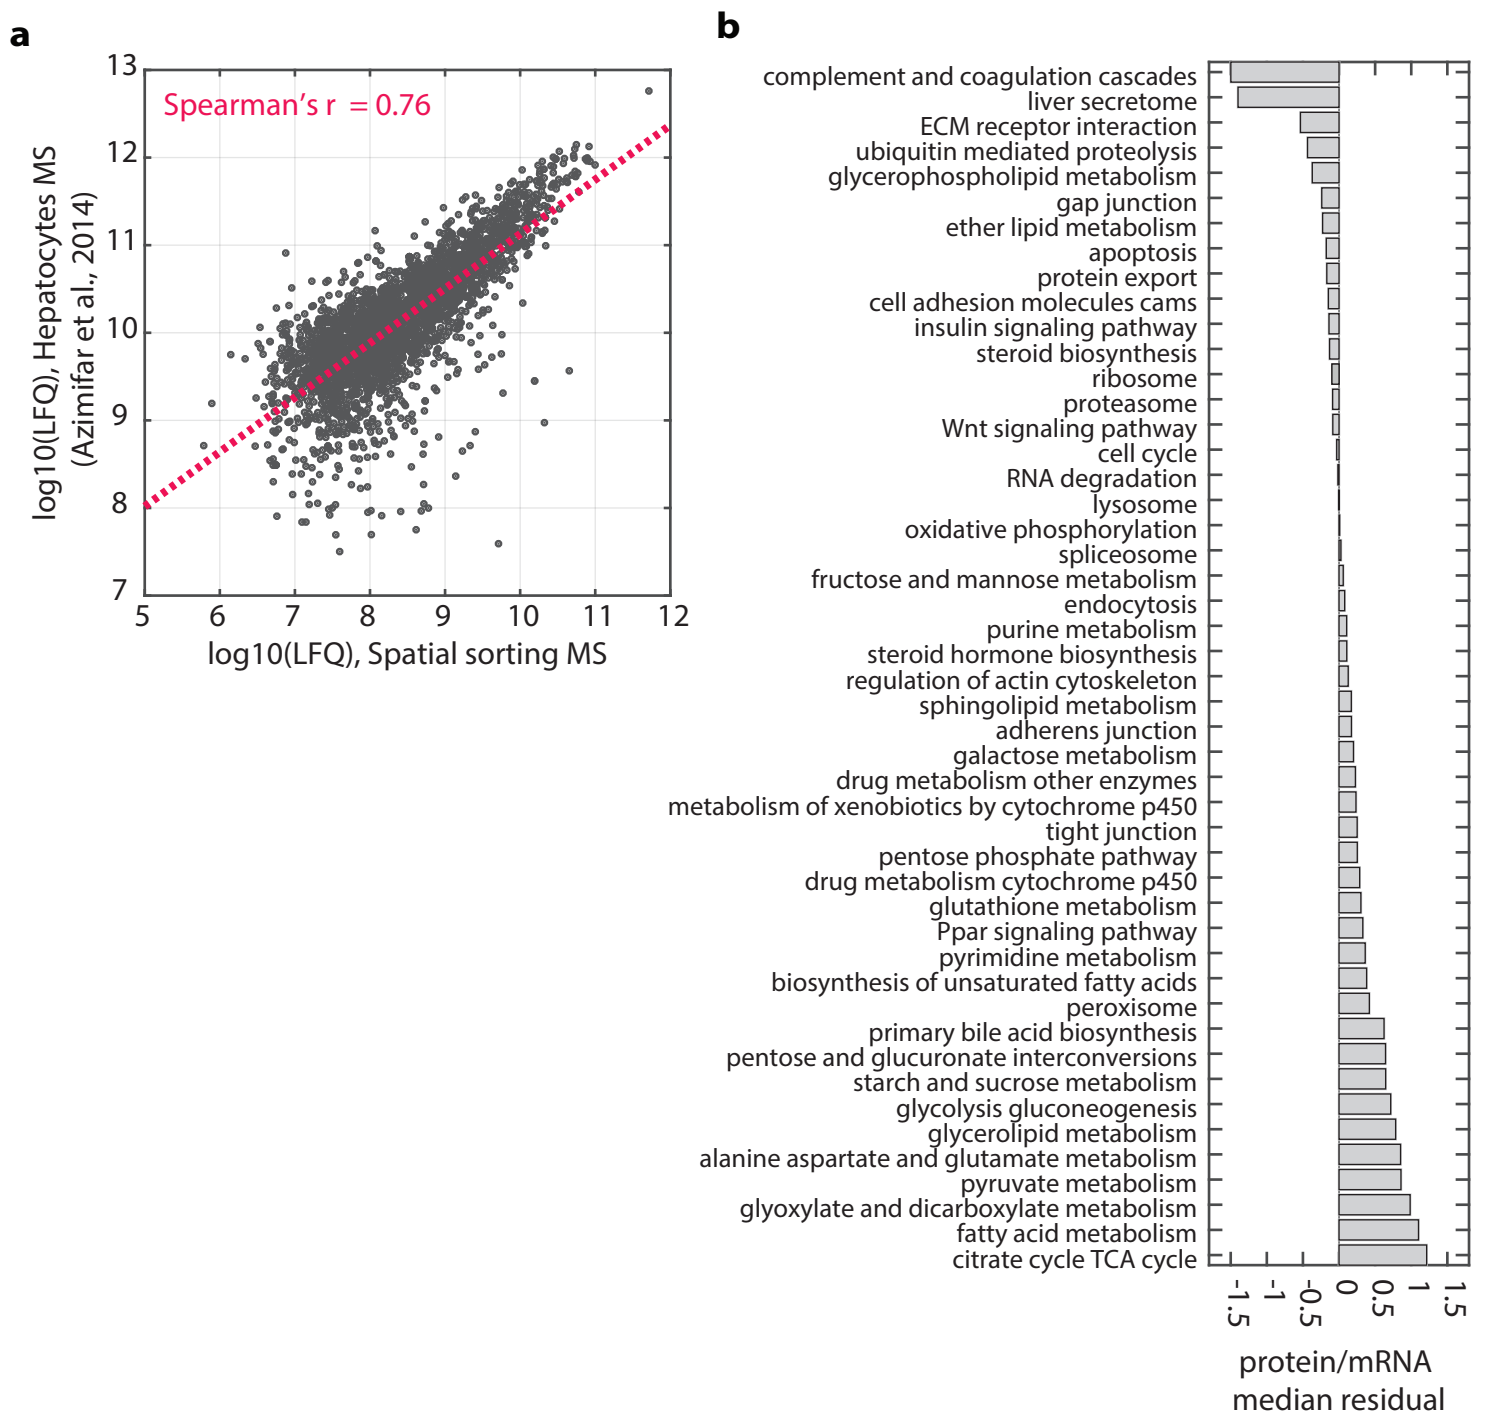 a
Spearman's r = 0.76
13
12
11
10
9
8
7
5 6 7 8 9 10 11 12
log10(LFQ), Hepatocytes MS
(Azimifar et al., 2014)
log10(LFQ), Spatial sorting MS
b
complement and coagulation cascades
liver secretome
ECM receptor interaction
ubiquitin mediated proteolysis
glycerophospholipid metabolism
gap junction
ether lipid metabolism
apoptosis
protein export
cell adhesion molecules cams
insulin signaling pathway
steroid biosynthesis
ribosome
proteasome
Wnt signaling pathway
cell cycle
RNA degradation
lysosome
oxidative phosphorylation
spliceosome
fructose and mannose metabolism
endocytosis
purine metabolism
steroid hormone biosynthesis
regulation of actin cytoskeleton
sphingolipid metabolism
adherens junction
galactose metabolism
drug metabolism other enzymes
metabolism of xenobiotics by cytochrome p450
tight junction
pentose phosphate pathway
drug metabolism cytochrome p450
glutathione metabolism
Ppar signaling pathway
pyrimidine metabolism
biosynthesis of unsaturated fatty acids
peroxisome
primary bile acid biosynthesis
pentose and glucuronate interconversions
starch and sucrose metabolism
glycolysis gluconeogenesis
glycerolipid metabolism
alanine aspartate and glutamate metabolism
pyruvate metabolism
glyoxylate and dicarboxylate metabolism
fatty acid metabolism
citrate cycle TCA cycle
-1.5 -1 -0.5 0 0.5 1 1.5
protein/mRNA
median residual